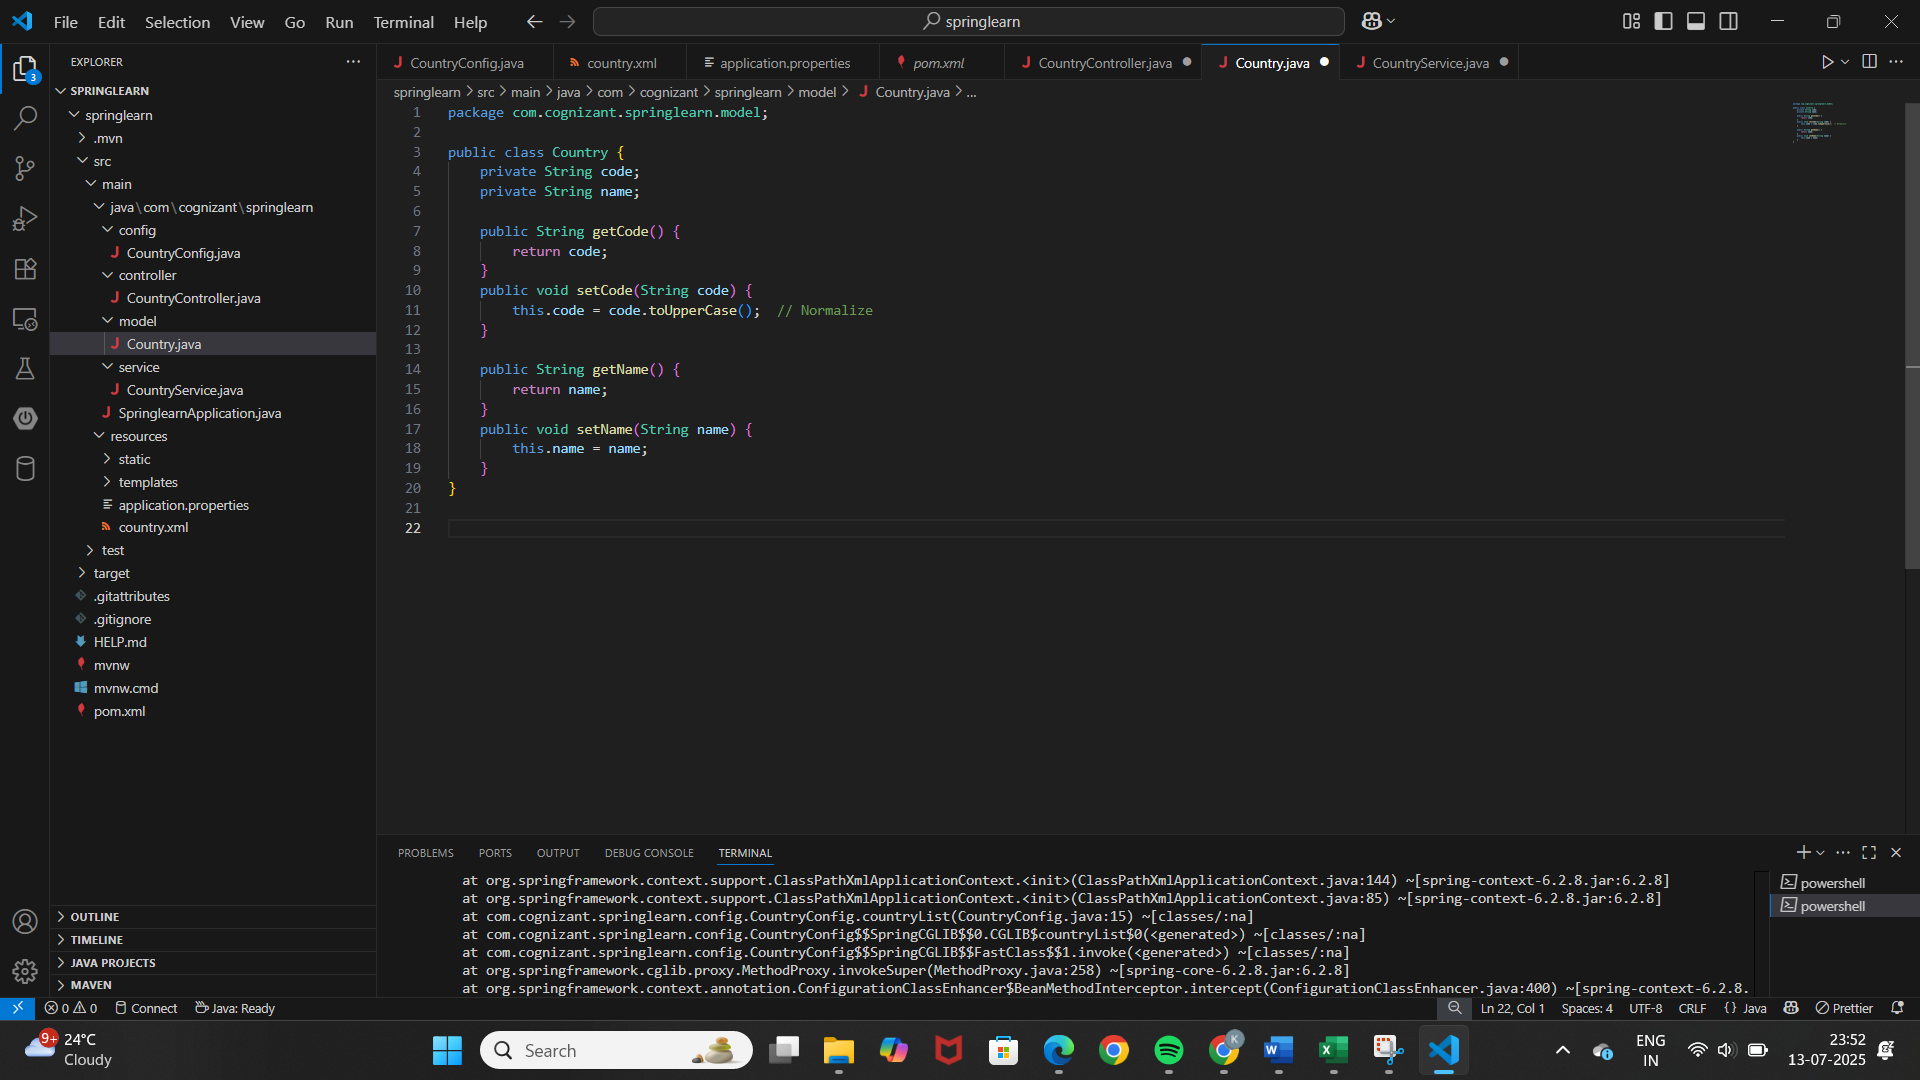 File Edit Selection View Go Run Terminal Help
springlearn
EXPLORER
3
SPRINGLEARN
springlearn
.mvn
src
main
java\com\cognizant\springlearn
config
CountryConfig.java
controller
CountryController.java
model
Country.java
service
CountryService.java
SpringlearnApplication.java
resources
static
templates
application.properties
country.xml
test
target
.gitattributes
.gitignore
HELP.md
mvnw
mvnw.cmd
pom.xml
OUTLINE
TIMELINE
JAVA PROJECTS
MAVEN
CountryConfig.java country.xml application.properties pom.xml CountryController.java Country.java CountryService.java
springlearn > src > main > java > com > cognizant > springlearn > model > Country.java > ...
1 package com.cognizant.springlearn.model;
2
3 public class Country {
4 private String code;
5 private String name;
6
7 public String getCode() {
8 return code;
9 }
10 public void setCode(String code) {
11 this.code = code.toUpperCase();  // Normalize
12 }
13
14 public String getName() {
15 return name;
16 }
17 public void setName(String name) {
18 this.name = name;
19 }
20 }
21
22
PROBLEMS PORTS OUTPUT DEBUG CONSOLE TERMINAL
at org.springframework.context.support.ClassPathXmlApplicationContext.<init>(ClassPathXmlApplicationContext.java:144) ~[spring-context-6.2.8.jar:6.2.8]
at org.springframework.context.support.ClassPathXmlApplicationContext.<init>(ClassPathXmlApplicationContext.java:85) ~[spring-context-6.2.8.jar:6.2.8]
at com.cognizant.springlearn.config.CountryConfig.countryList(CountryConfig.java:15) ~[classes/:na]
at com.cognizant.springlearn.config.CountryConfig$$SpringCGLIB$$0.CGLIB$countryList$0(<generated>) ~[classes/:na]
at com.cognizant.springlearn.config.CountryConfig$$SpringCGLIB$$FastClass$$1.invoke(<generated>) ~[classes/:na]
at org.springframework.cglib.proxy.MethodProxy.invokeSuper(MethodProxy.java:258) ~[spring-core-6.2.8.jar:6.2.8]
at org.springframework.context.annotation.ConfigurationClassEnhancer$BeanMethodInterceptor.intercept(ConfigurationClassEnhancer.java:400) ~[spring-context-6.2.8.
powershell
powershell
0 0 Connect Java: Ready
Ln 22, Col 1 Spaces: 4 UTF-8 CRLF {} Java Prettier
9+
24°C
Cloudy
Search
K
ENG
IN
23:52
13-07-2025